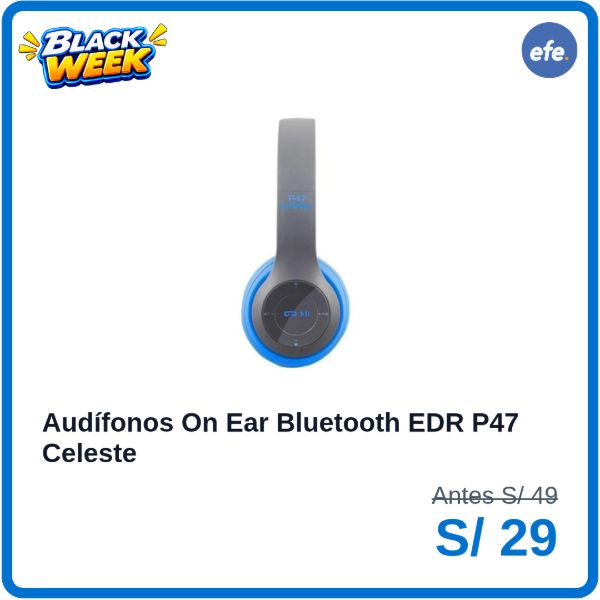 BLACK
WEEK
efe.
P47
Audífonos On Ear Bluetooth EDR P47
Celeste
Antes S/ 49
S/ 29